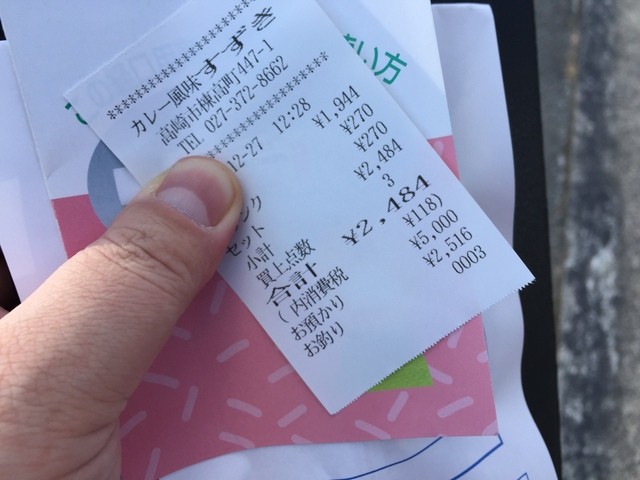 い方
********************
カレー風味すずき
高崎市棟高町447-1
TEL 027-372-8662
********************
12-27 12:28
¥1,944
ンク ¥270
セット ¥270
小計 ¥2,484
買上点数 3
合計 ¥2,484
(内消費税 ¥118)
お預かり ¥5,000
お釣り ¥2,516
0003